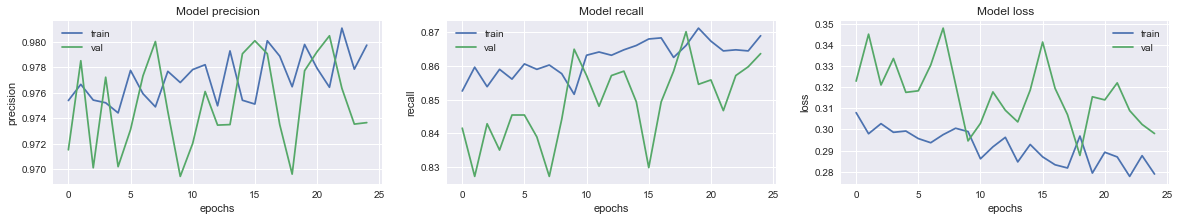 Model precision
precision
0.980
0.978
0.976
0.974
0.972
0.970
train
val
0
5
10
15
20
25
epochs
Model recall
recall
0.87
0.86
0.85
0.84
0.83
train
val
0
5
10
15
20
25
epochs
Model loss
loss
0.35
0.34
0.33
0.32
0.31
0.30
0.29
0.28
train
val
0
5
10
15
20
25
epochs